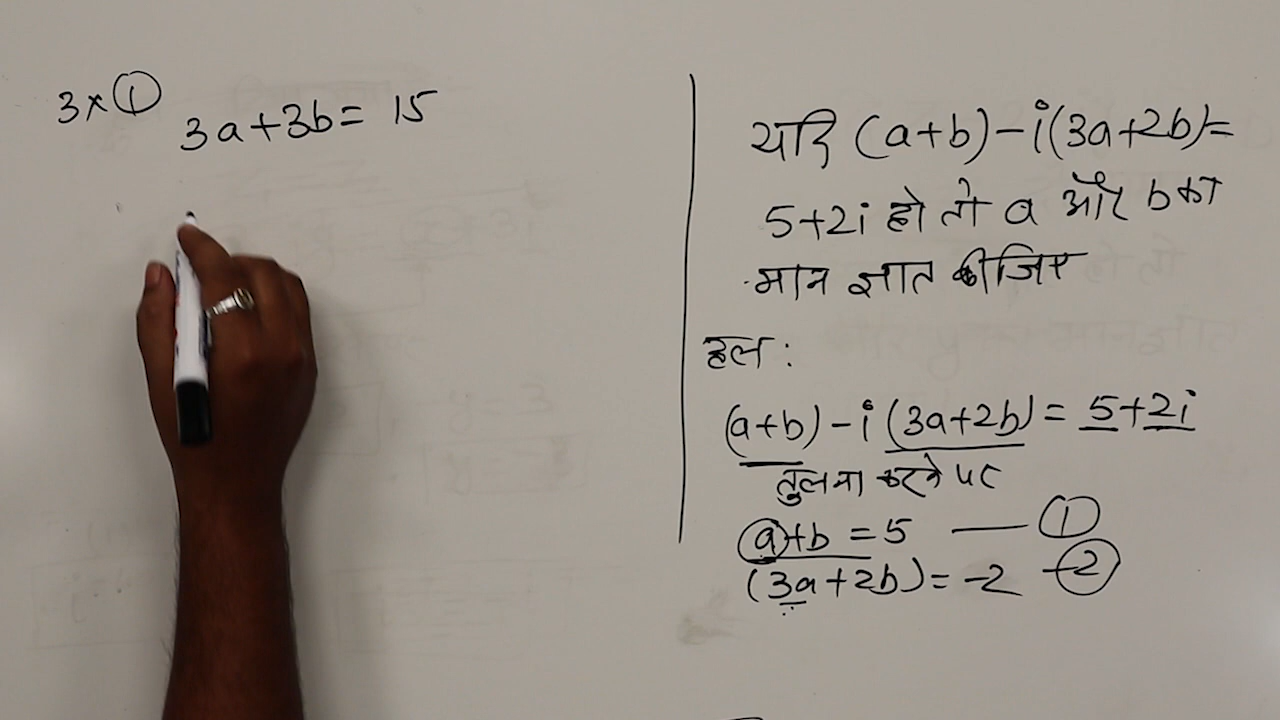 3 × ①
3a + 3b = 15
यदि (a+b) – i(3a+2b) =
5+2i हो तो a और b का
मान ज्ञात कीजिए
हल :
(a+b) – i (3a+2b) = 5+2i
तुलना करने पर
a+b = 5 — ①
(3a+2b) = -2 – ②